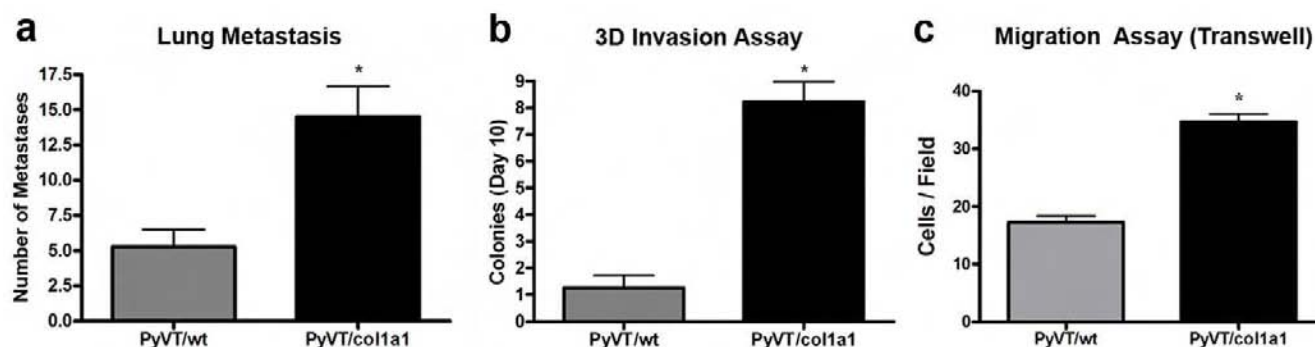 a Lung Metastasis
Number of Metastases
17.5
15.0
12.5
10.0
7.5
5.0
2.5
0.0
*
PyVT/wt PyVT/col1a1
b 3D Invasion Assay
Colonies (Day 10)
9
8
7
6
5
4
3
2
1
0
*
PyVT/wt PyVT/col1a1
c Migration Assay (Transwell)
Cells / Field
40
30
20
10
0
*
PyVT/wt PyVT/col1a1